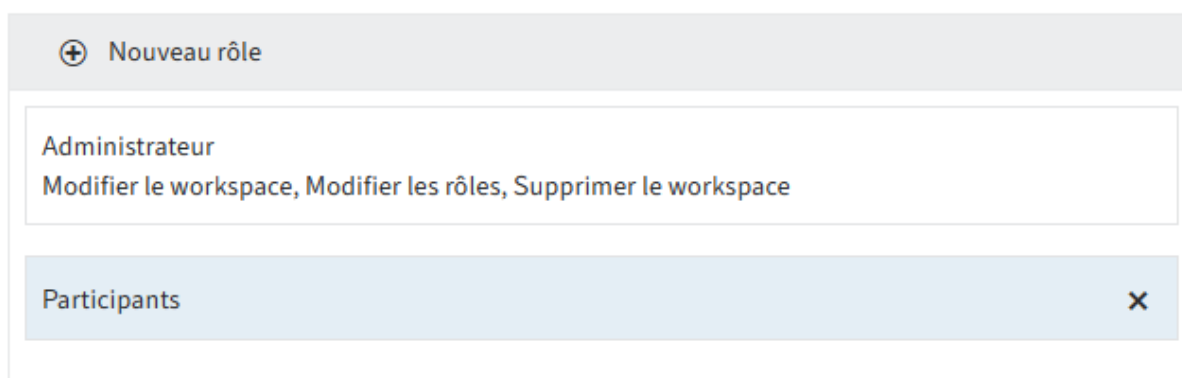 Nouveau rôle
Administrateur
Modifier le workspace, Modifier les rôles, Supprimer le workspace
Participants